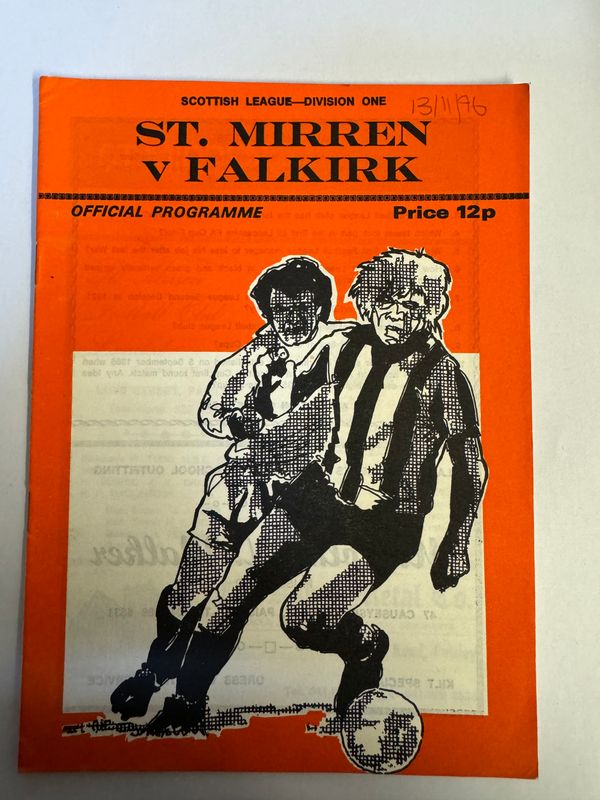 SCOTTISH LEAGUE—DIVISION ONE
13/11/76
ST. MIRREN
v FALKIRK
OFFICIAL PROGRAMME Price 12p